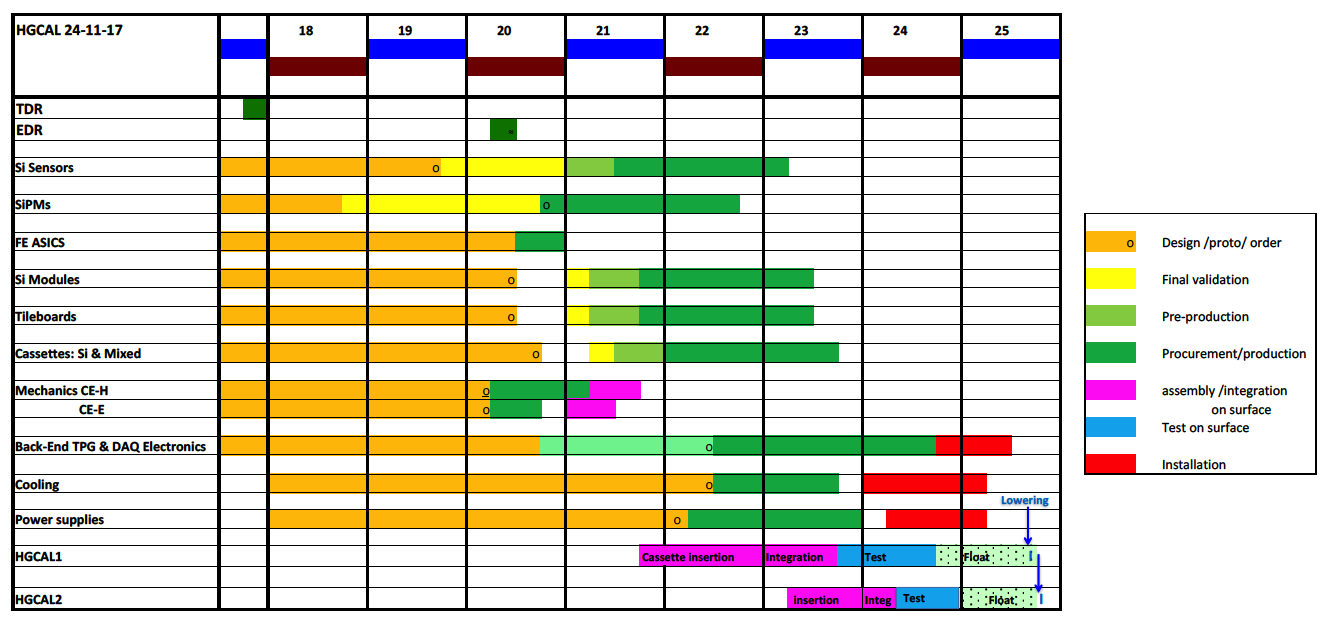 HGCAL 24-11-17 18 19 20 21 22 23 24 25
TDR
EDR
Si Sensors o
SiPMs o
FE ASICS
o Design /proto/ order
Si Modules o
Final validation
Tileboards o
Pre-production
Cassettes: Si & Mixed o
Procurement/production
Mechanics CE-H o
assembly /integration
CE-E o
on surface
Test on surface
Back-End TPG & DAQ Electronics o
Installation
Cooling o
Lowering
Power supplies o
HGCAL1 Cassette insertion Integration Test Float I
HGCAL2 insertion Integ Test Float I